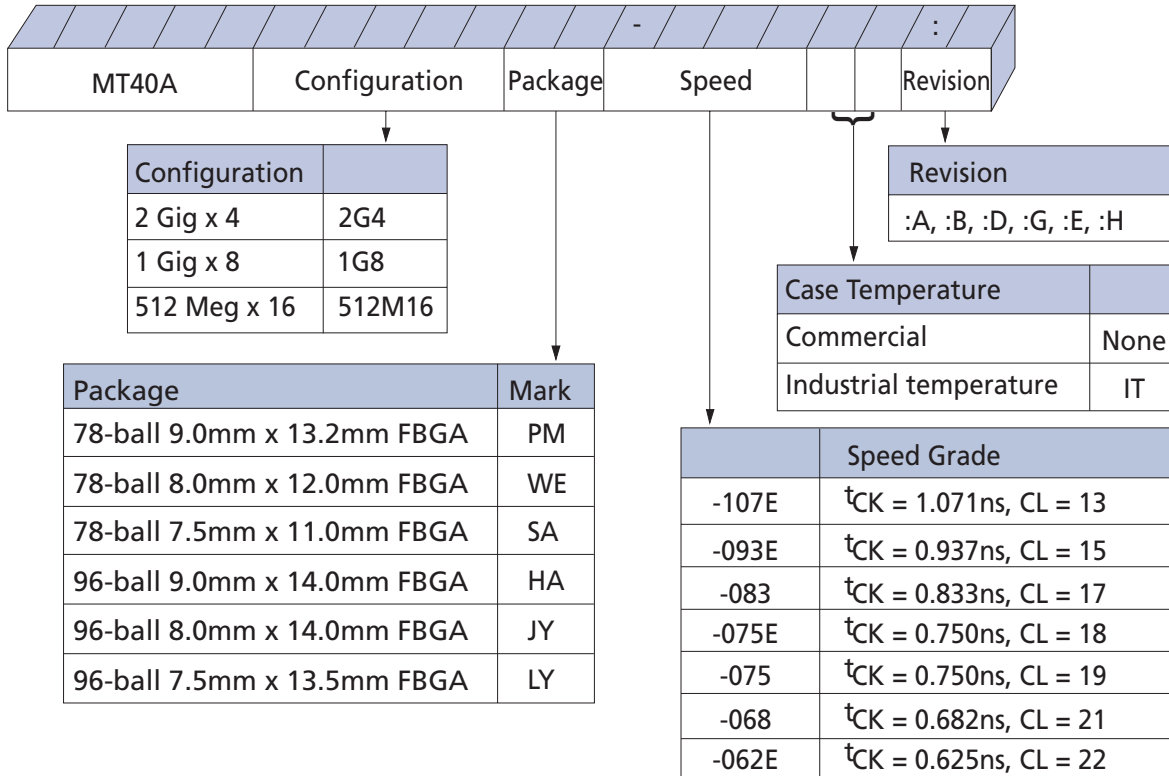 - :
MT40A Configuration Package Speed Revision
Configuration
2 Gig x 4 2G4
1 Gig x 8 1G8
512 Meg x 16 512M16
Revision
:A, :B, :D, :G, :E, :H
Case Temperature
Commercial None
Industrial temperature IT
Package Mark
78-ball 9.0mm x 13.2mm FBGA PM
78-ball 8.0mm x 12.0mm FBGA WE
78-ball 7.5mm x 11.0mm FBGA SA
96-ball 9.0mm x 14.0mm FBGA HA
96-ball 8.0mm x 14.0mm FBGA JY
96-ball 7.5mm x 13.5mm FBGA LY
Speed Grade
-107E tCK = 1.071ns, CL = 13
-093E tCK = 0.937ns, CL = 15
-083 tCK = 0.833ns, CL = 17
-075E tCK = 0.750ns, CL = 18
-075 tCK = 0.750ns, CL = 19
-068 tCK = 0.682ns, CL = 21
-062E tCK = 0.625ns, CL = 22